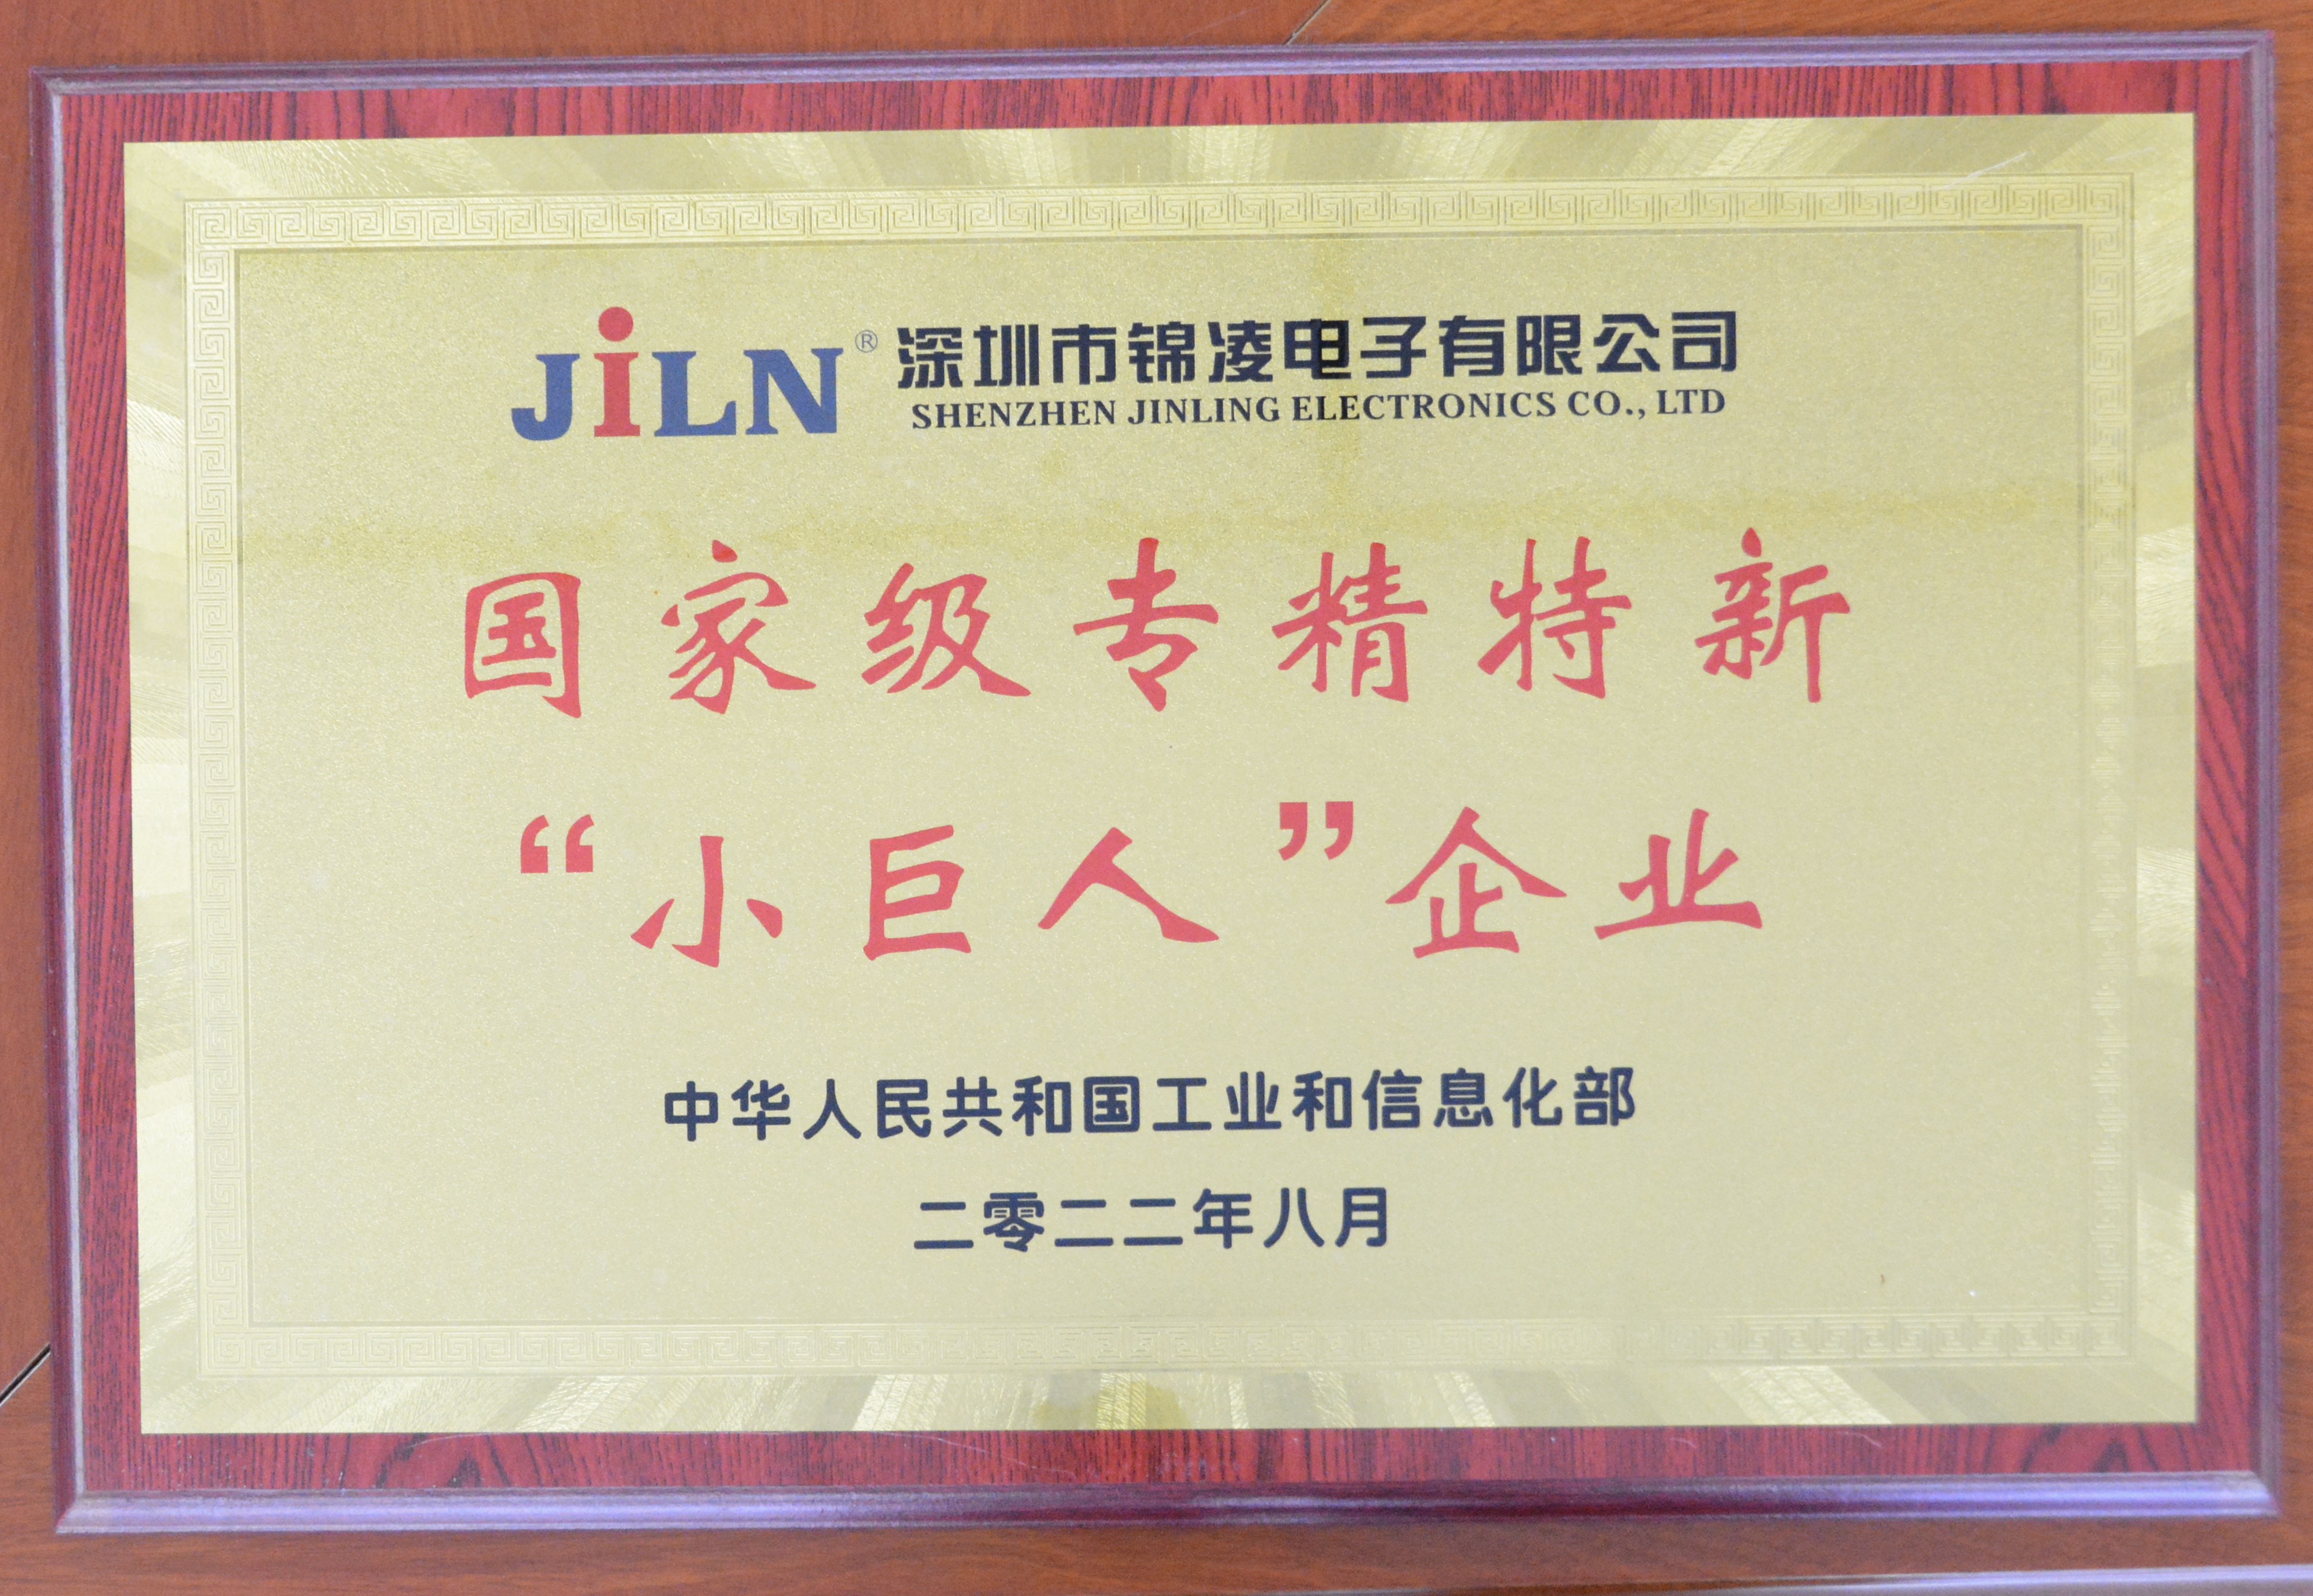 JiLN® 深圳市锦凌电子有限公司
SHENZHEN JINLING ELECTRONICS CO., LTD
国家级专精特新
“小巨人”企业
中华人民共和国工业和信息化部
二零二二年八月